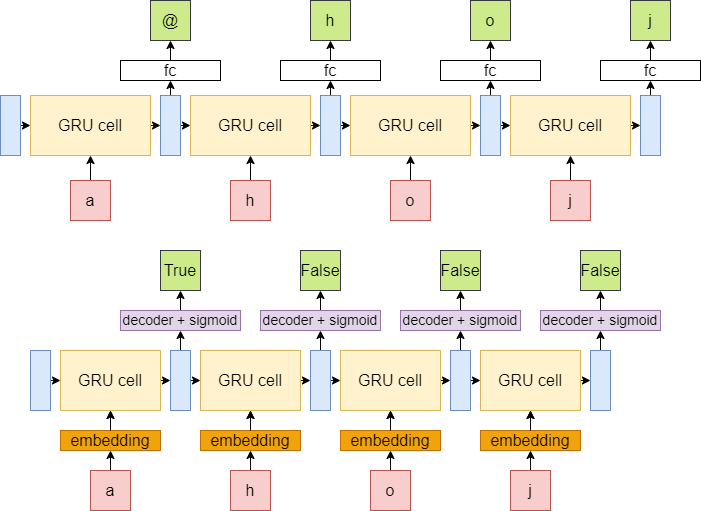 @ h o j
fc fc fc fc
GRU cell GRU cell GRU cell GRU cell
a h o j
True False False False
decoder + sigmoid decoder + sigmoid decoder + sigmoid decoder + sigmoid
GRU cell GRU cell GRU cell GRU cell
embedding embedding embedding embedding
a h o j